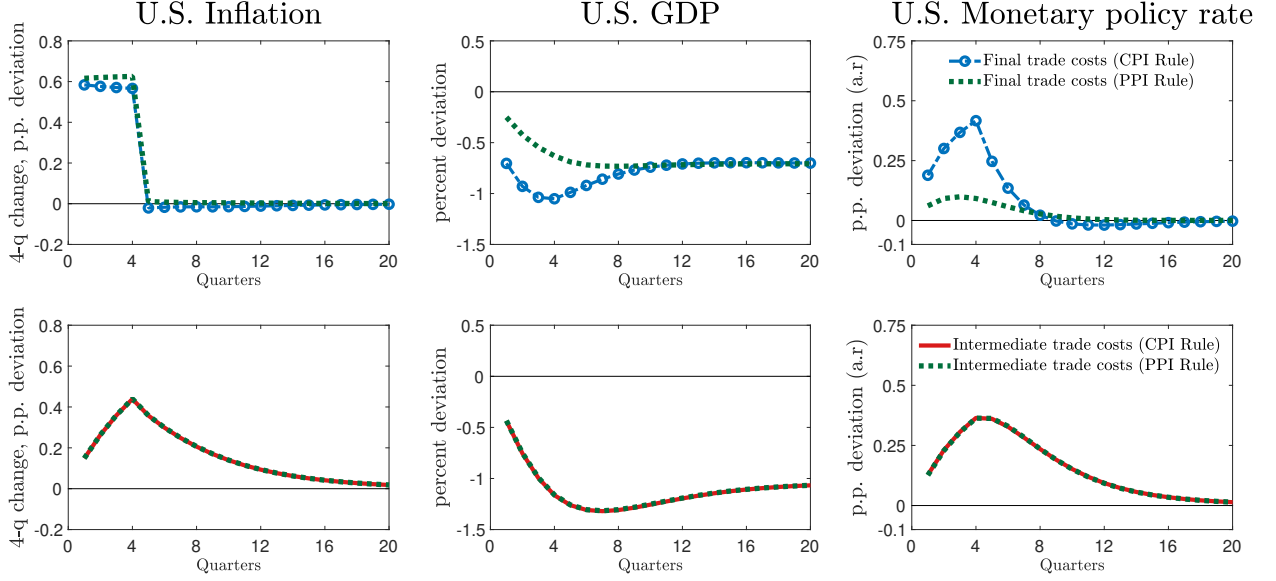 U.S. Inflation
U.S. GDP
U.S. Monetary policy rate
4-q change, p.p. deviation
0.8
0.6
0.4
0.2
0
-0.2
0 4 8 12 16 20
Quarters
percent deviation
0.5
0
-0.5
-1
-1.5
0 4 8 12 16 20
Quarters
p.p. deviation (a.r)
0.75
0.5
0.25
0
-0.1
Final trade costs (CPI Rule)
Final trade costs (PPI Rule)
0 4 8 12 16 20
Quarters
4-q change, p.p. deviation
0.8
0.6
0.4
0.2
0
-0.2
0 4 8 12 16 20
Quarters
percent deviation
0.5
0
-0.5
-1
-1.5
0 4 8 12 16 20
Quarters
p.p. deviation (a.r)
0.75
0.5
0.25
0
-0.1
Intermediate trade costs (CPI Rule)
Intermediate trade costs (PPI Rule)
0 4 8 12 16 20
Quarters